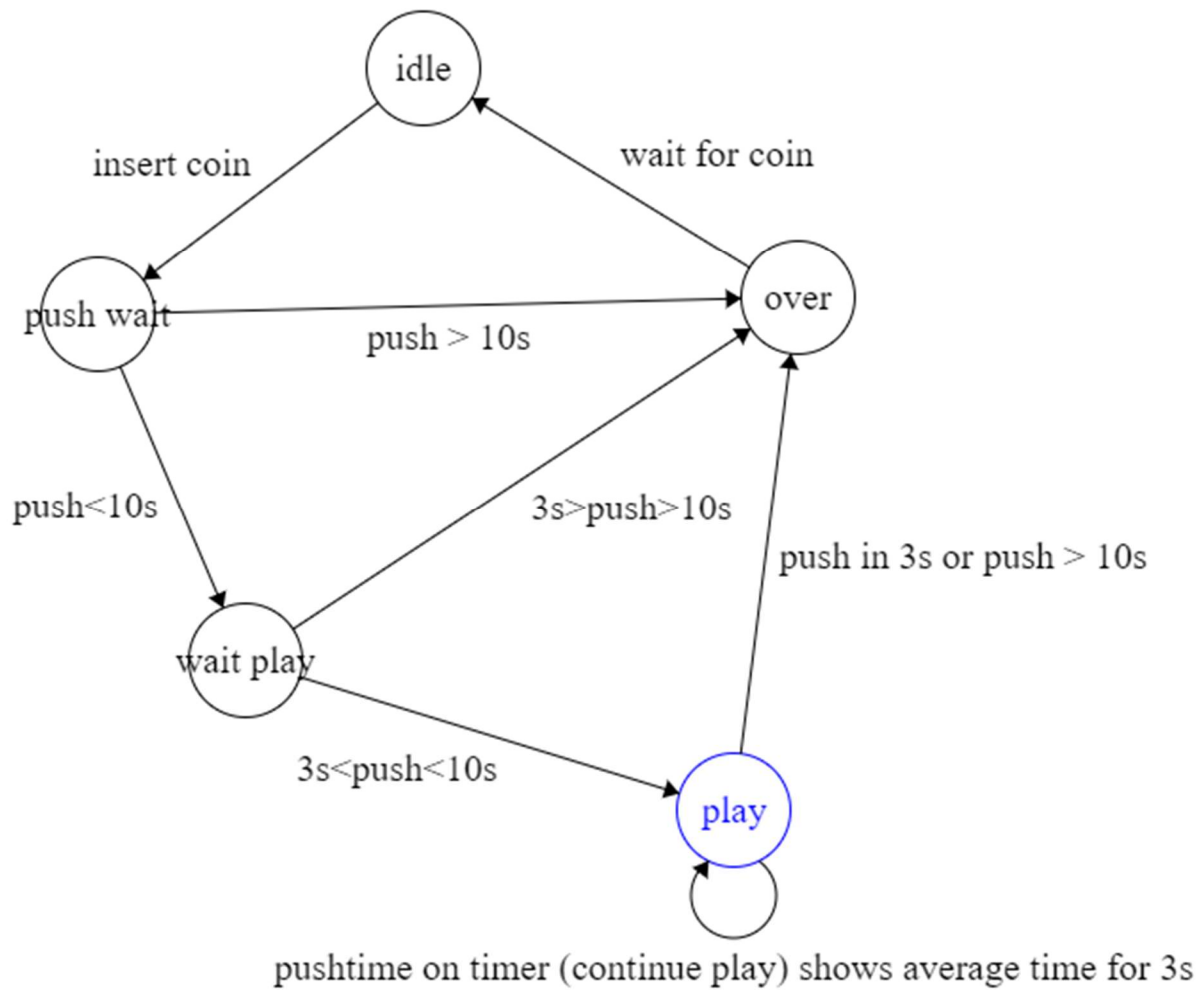 idle
insert coin
wait for coin
push wait
over
push > 10s
push<10s
3s>push>10s
push in 3s or push > 10s
wait play
3s<push<10s
play
pushtime on timer (continue play) shows average time for 3s